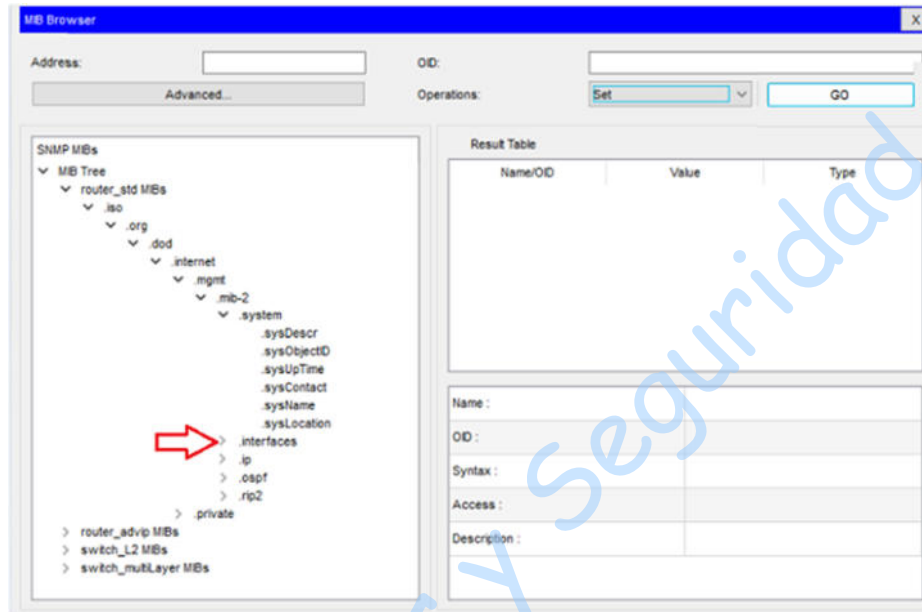 MIB Browser
X
Address:
OID:
Advanced...
Operations:
Set
GO
SNMP MIBs
MIB Tree
router_std MIBs
.iso
.org
.dod
.internet
.mgmt
.mib-2
.system
.sysDescr
.sysObjectID
.sysUpTime
.sysContact
.sysName
.sysLocation
.interfaces
.ip
.ospf
.rip2
.private
router_advip MIBs
switch_L2 MIBs
switch_multiLayer MIBs
Result Table
Name/OID Value Type
Name :
OID :
Syntax :
Access :
Description :
y Seguridad